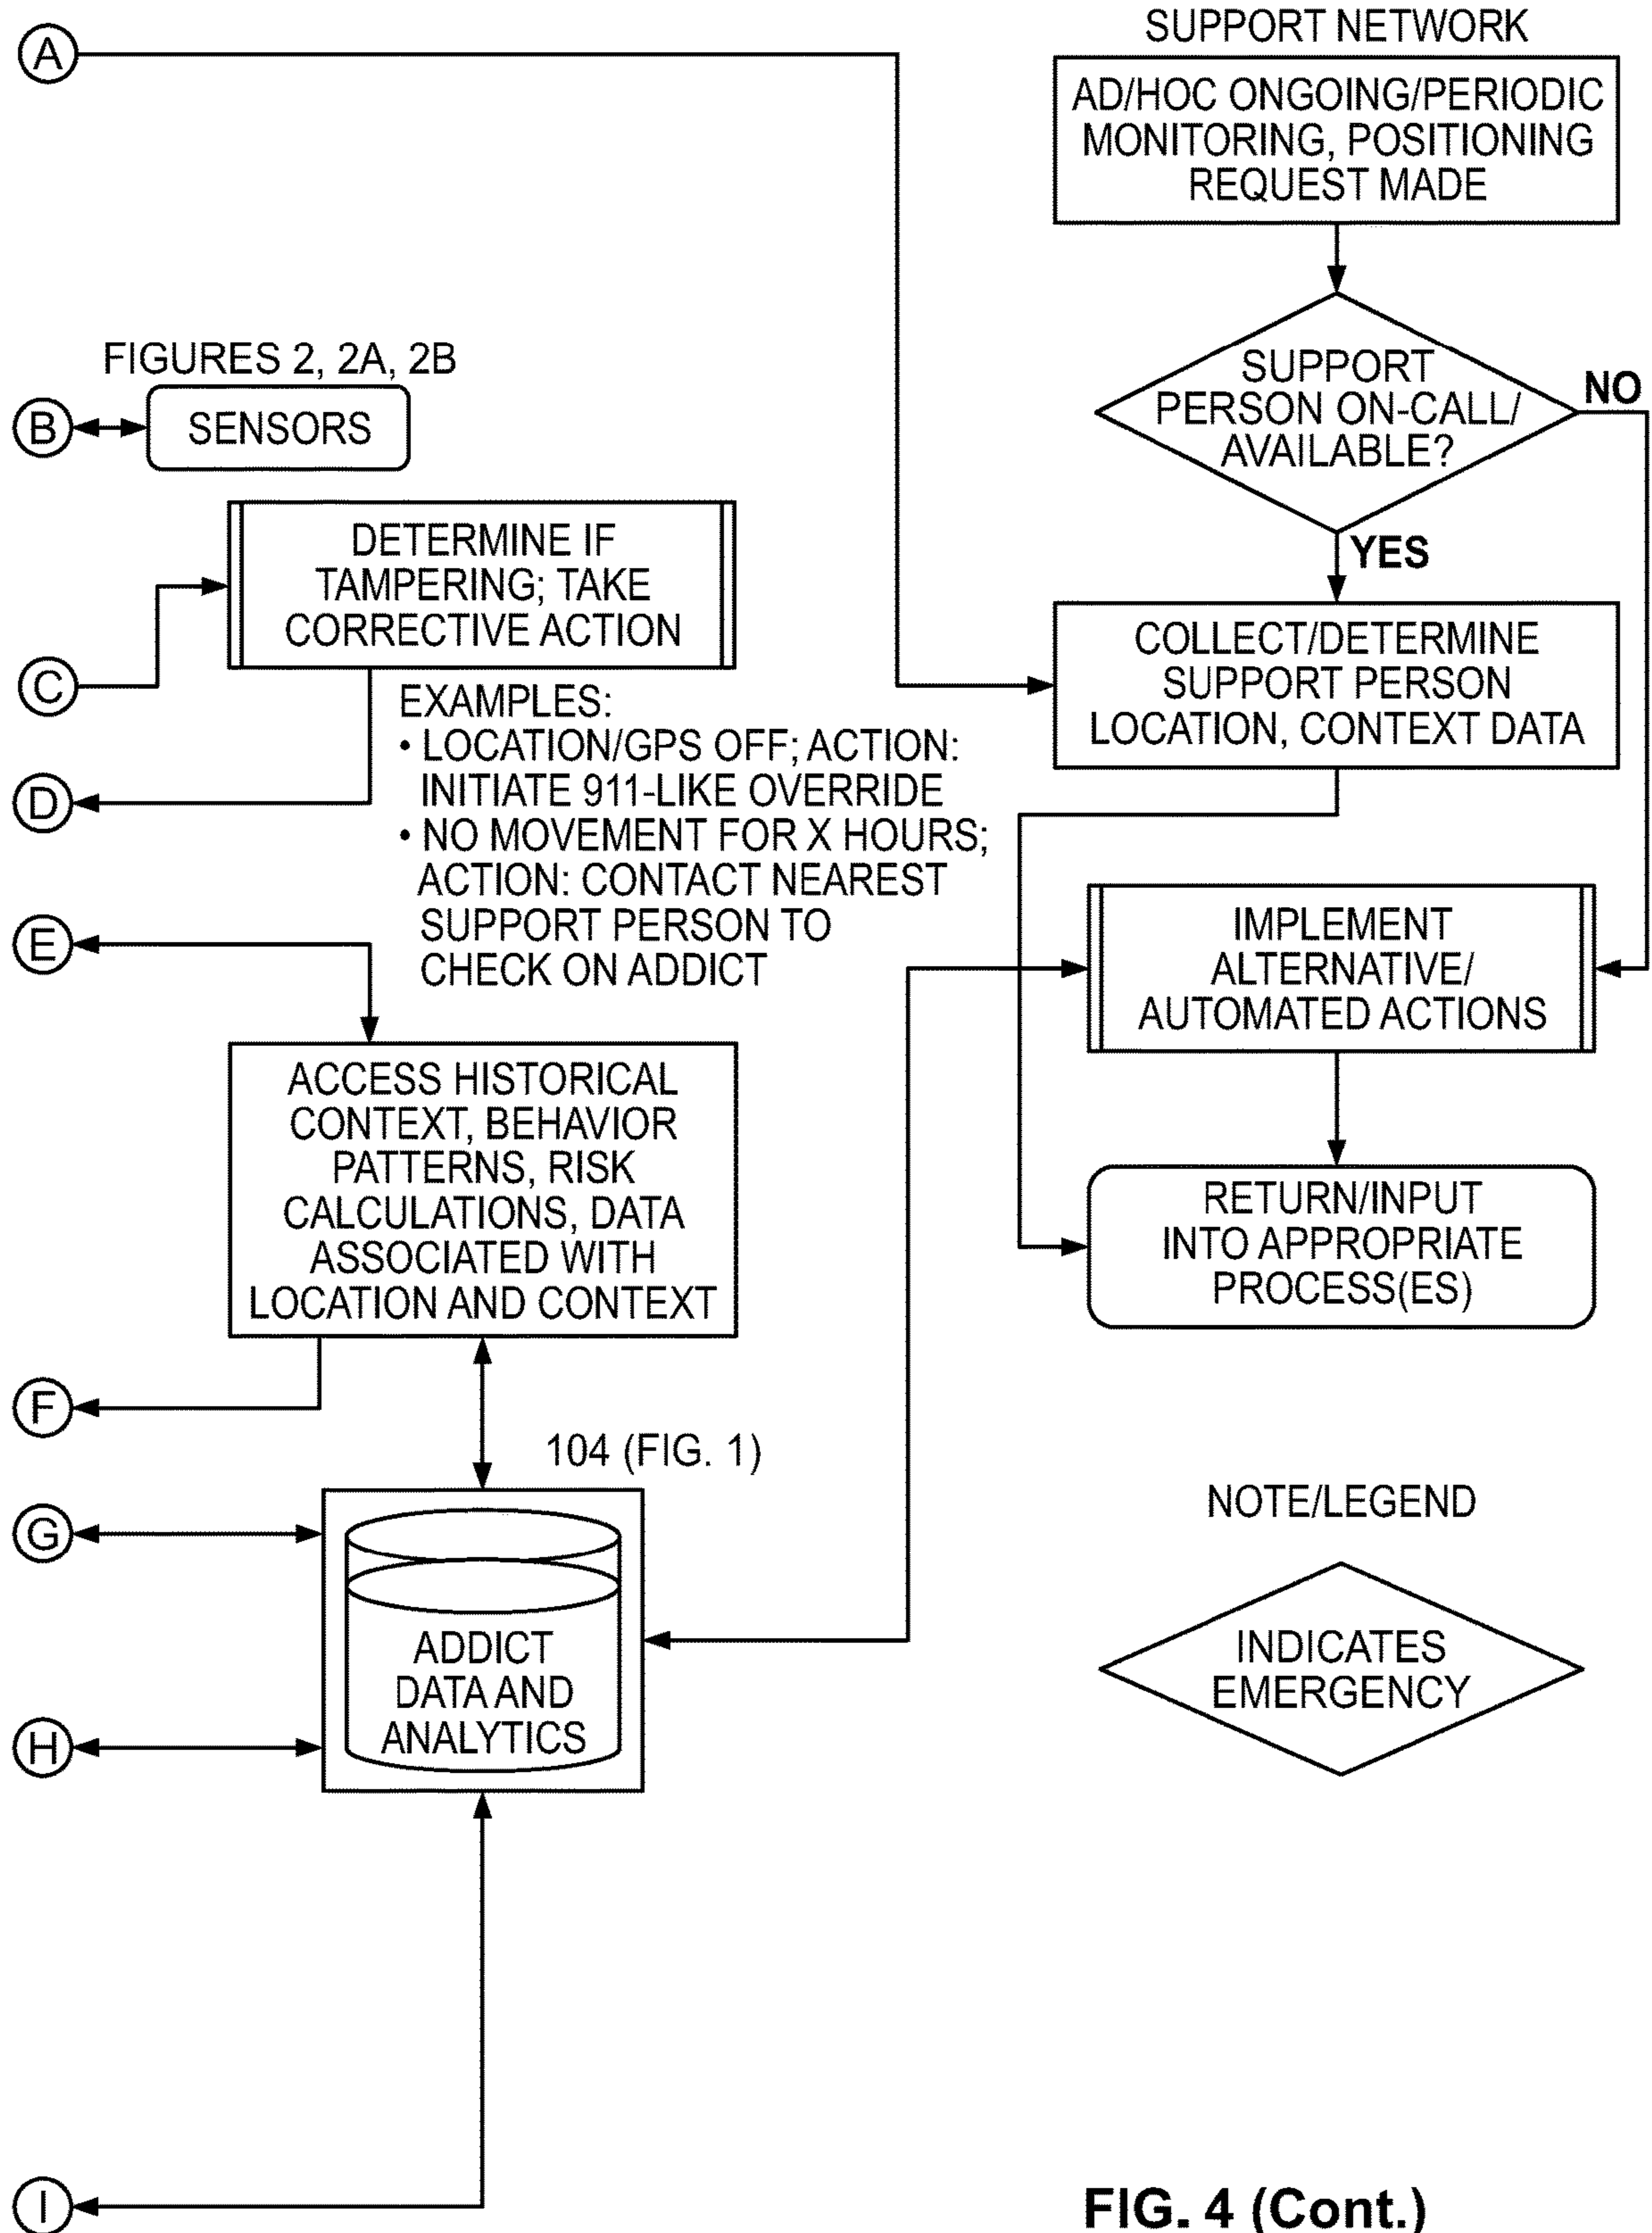 A
SUPPORT NETWORK
AD/HOC ONGOING/PERIODIC
MONITORING, POSITIONING
REQUEST MADE
SUPPORT
PERSON ON-CALL/
AVAILABLE?
NO
YES
FIGURES 2, 2A, 2B
B
SENSORS
DETERMINE IF
TAMPERING; TAKE
CORRECTIVE ACTION
C
COLLECT/DETERMINE
SUPPORT PERSON
LOCATION, CONTEXT DATA
D
EXAMPLES:
• LOCATION/GPS OFF; ACTION:
INITIATE 911-LIKE OVERRIDE
• NO MOVEMENT FOR X HOURS;
ACTION: CONTACT NEAREST
SUPPORT PERSON TO
CHECK ON ADDICT
IMPLEMENT
ALTERNATIVE/
AUTOMATED ACTIONS
E
ACCESS HISTORICAL
CONTEXT, BEHAVIOR
PATTERNS, RISK
CALCULATIONS, DATA
ASSOCIATED WITH
LOCATION AND CONTEXT
RETURN/INPUT
INTO APPROPRIATE
PROCESS(ES)
F
104 (FIG. 1)
G
ADDICT
DATA AND
ANALYTICS
H
NOTE/LEGEND
INDICATES
EMERGENCY
I
FIG. 4 (Cont.)